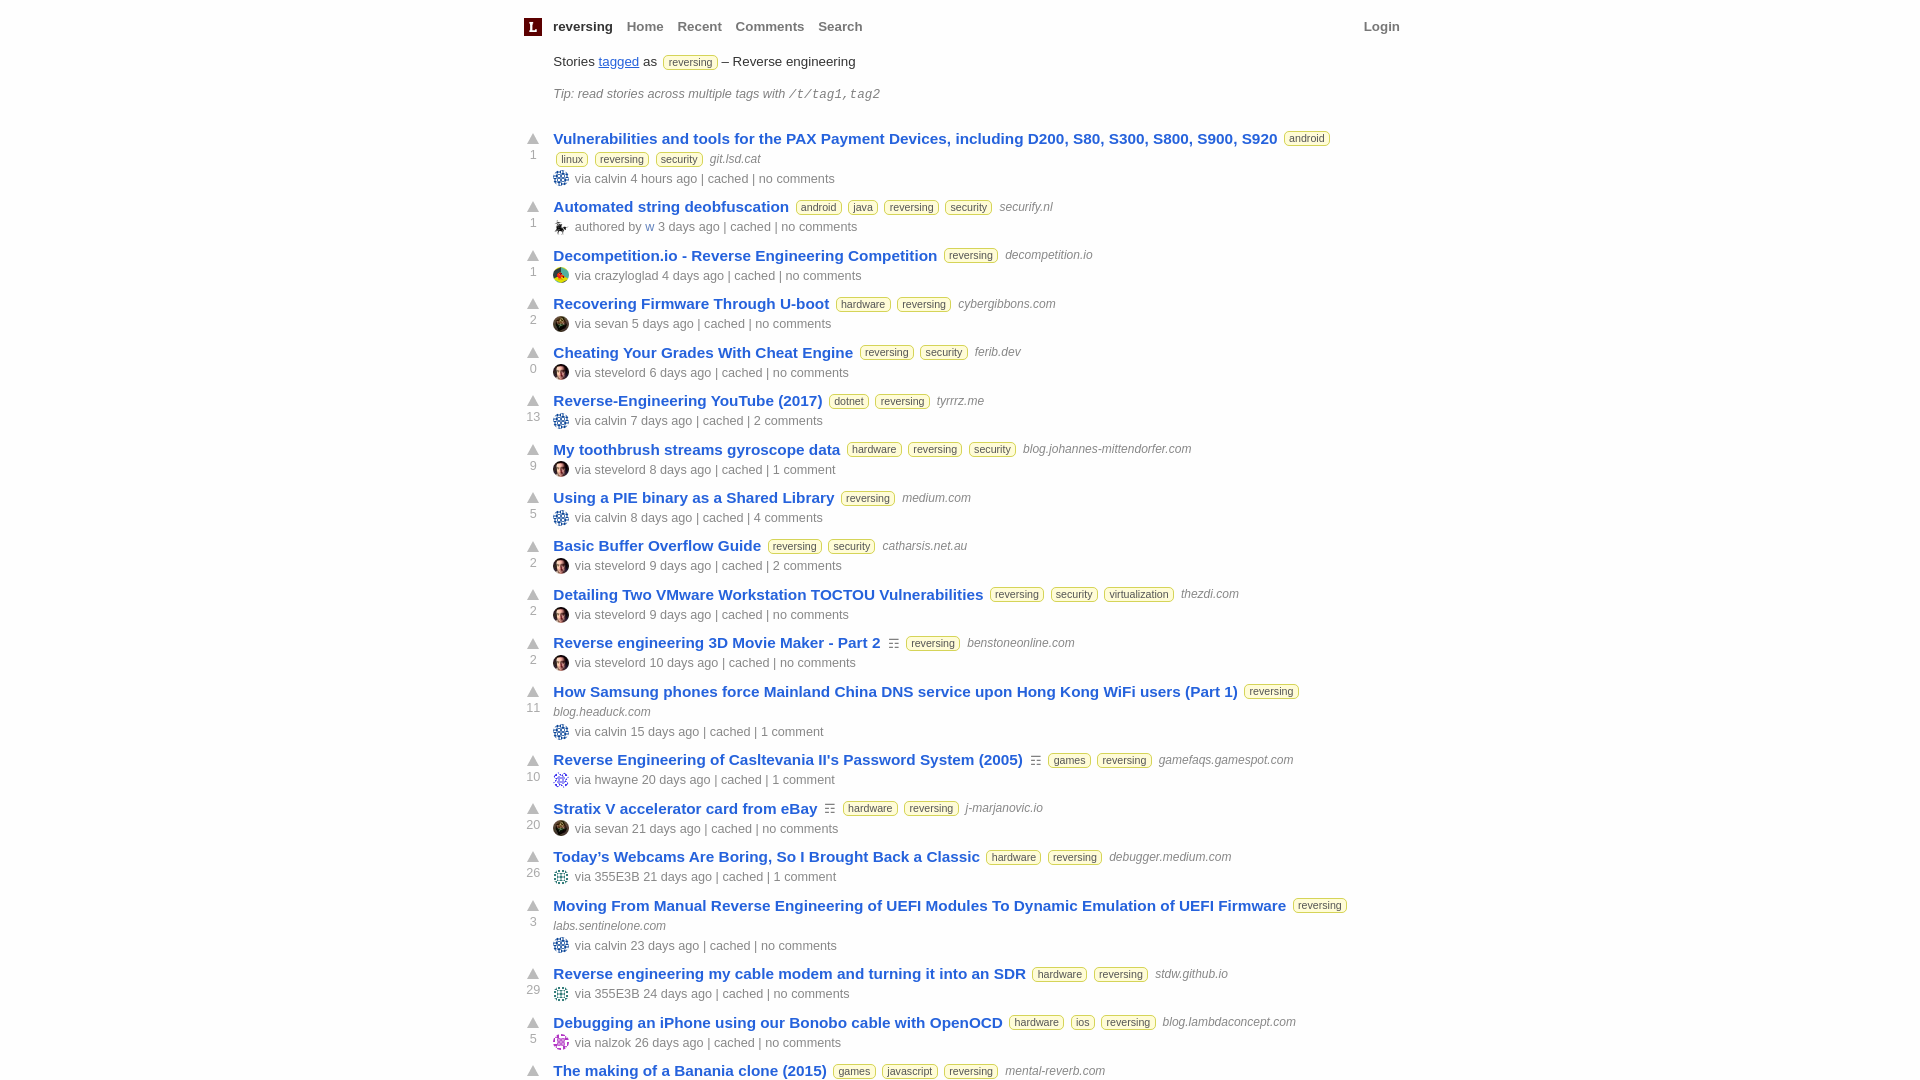 L reversing Home Recent Comments Search Login
Stories tagged as reversing – Reverse engineering
Tip: read stories across multiple tags with /t/tag1,tag2
Vulnerabilities and tools for the PAX Payment Devices, including D200, S80, S300, S800, S900, S920 android
1 linux reversing security git.lsd.cat
via calvin 4 hours ago | cached | no comments
Automated string deobfuscation android java reversing security securify.nl
1 authored by w 3 days ago | cached | no comments
Decompetition.io - Reverse Engineering Competition reversing decompetition.io
1 via crazyloglad 4 days ago | cached | no comments
Recovering Firmware Through U-boot hardware reversing cybergibbons.com
2 via sevan 5 days ago | cached | no comments
Cheating Your Grades With Cheat Engine reversing security ferib.dev
0 via stevelord 6 days ago | cached | no comments
Reverse-Engineering YouTube (2017) dotnet reversing tyrrrz.me
13 via calvin 7 days ago | cached | 2 comments
My toothbrush streams gyroscope data hardware reversing security blog.johannes-mittendorfer.com
9 via stevelord 8 days ago | cached | 1 comment
Using a PIE binary as a Shared Library reversing medium.com
5 via calvin 8 days ago | cached | 4 comments
Basic Buffer Overflow Guide reversing security catharsis.net.au
2 via stevelord 9 days ago | cached | 2 comments
Detailing Two VMware Workstation TOCTOU Vulnerabilities reversing security virtualization thezdi.com
2 via stevelord 9 days ago | cached | no comments
Reverse engineering 3D Movie Maker - Part 2 ☶ reversing benstoneonline.com
2 via stevelord 10 days ago | cached | no comments
How Samsung phones force Mainland China DNS service upon Hong Kong WiFi users (Part 1) reversing
11 blog.headuck.com
via calvin 15 days ago | cached | 1 comment
Reverse Engineering of Casltevania II's Password System (2005) ☶ games reversing gamefaqs.gamespot.com
10 via hwayne 20 days ago | cached | 1 comment
Stratix V accelerator card from eBay ☶ hardware reversing j-marjanovic.io
20 via sevan 21 days ago | cached | no comments
Today’s Webcams Are Boring, So I Brought Back a Classic hardware reversing debugger.medium.com
26 via 355E3B 21 days ago | cached | 1 comment
Moving From Manual Reverse Engineering of UEFI Modules To Dynamic Emulation of UEFI Firmware reversing
3 labs.sentinelone.com
via calvin 23 days ago | cached | no comments
Reverse engineering my cable modem and turning it into an SDR hardware reversing stdw.github.io
29 via 355E3B 24 days ago | cached | no comments
Debugging an iPhone using our Bonobo cable with OpenOCD hardware ios reversing blog.lambdaconcept.com
5 via nalzok 26 days ago | cached | no comments
The making of a Banania clone (2015) games javascript reversing mental-reverb.com